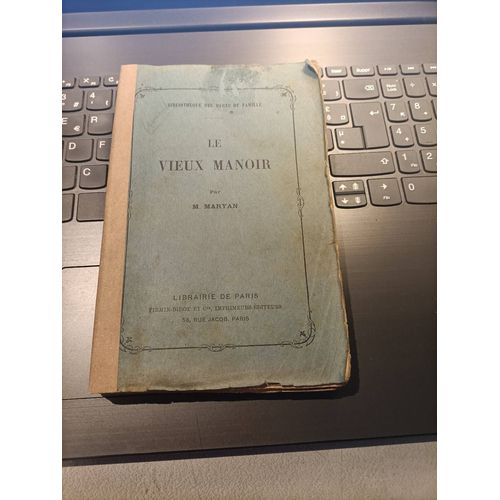 BIBLIOTHÈQUE DES MÈRES DE FAMILLE
LE
VIEUX MANOIR
PAR
M. MARYAN
LIBRAIRIE DE PARIS
FIRMIN-DIDOT ET Cie, IMPRIMEURS-ÉDITEURS
56, RUE JACOB, PARIS